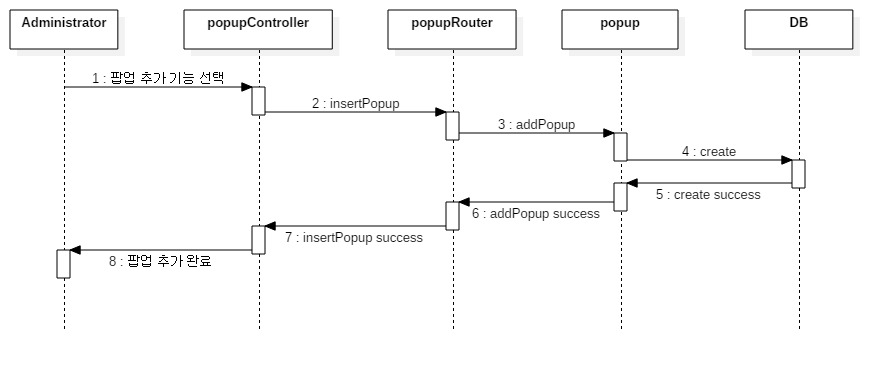 Administrator
popupController
popupRouter
popup
DB
1 : 팝업 추가 기능 선택
2 : insertPopup
3 : addPopup
4 : create
5 : create success
6 : addPopup success
7 : insertPopup success
8 : 팝업 추가 완료